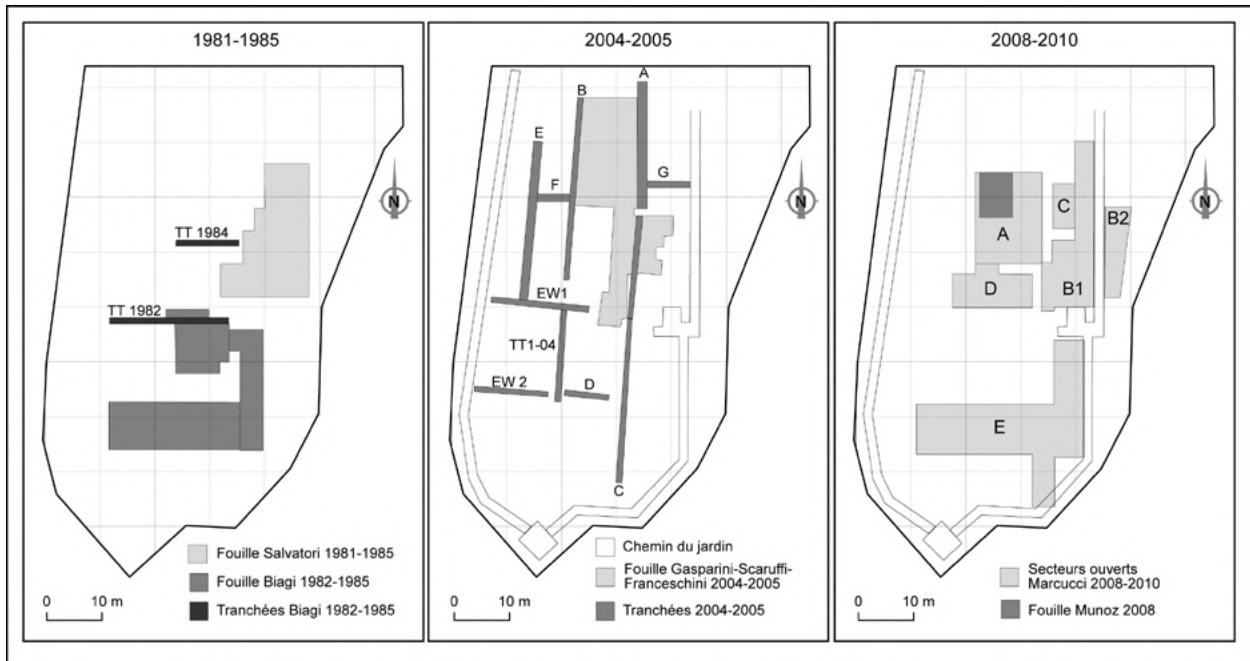 1981-1985
N
TT 1984
TT 1982
Fouille Salvatori 1981-1985
Fouille Biagi 1982-1985
Tranchées Biagi 1982-1985
0 10 m
2004-2005
A
B
E
F
G
N
EW1
TT1-04
EW 2
D
C
Chemin du jardin
Fouille Gasparini-Scaruffi-
Franceschini 2004-2005
Tranchées 2004-2005
0 10 m
2008-2010
N
C
A
B2
D
B1
E
Secteurs ouverts
Marcucci 2008-2010
Fouille Munoz 2008
0 10 m